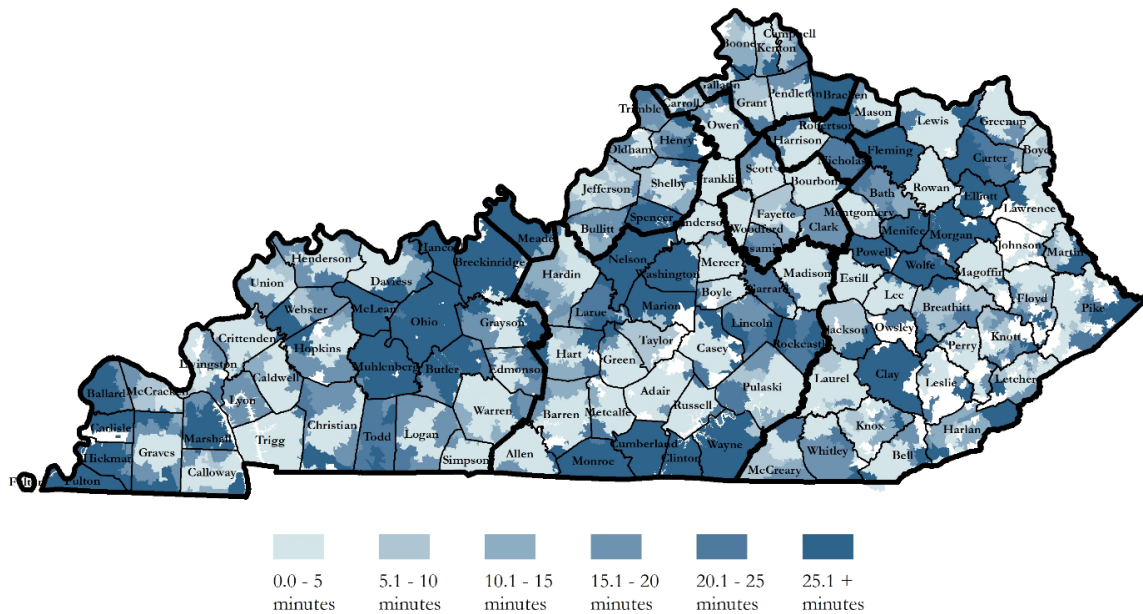 Campbell
Boone
Kenton
Gallatin
Carroll
Trimble
Grant
Pendleton
Bracken
Mason
Owen
Robertson
Lewis
Greenup
Henry
Harrison
Oldham
Fleming
Carter
Boyd
Nicholas
Scott
Franklin
Bourbon
Rowan
Elliott
Jefferson
Shelby
Bath
Lawrence
Fayette
Montgomery
Spencer
Anderson
Woodford
Clark
Menifee
Morgan
Bullitt
Meade
Hancock
Johnson
Martin
Henderson
Breckinridge
Nelson
Mercer
Powell
Wolfe
Hardin
Washington
Madison
Estill
Magoffin
Union
Daviess
Boyle
Garrard
Lee
Floyd
Webster
McLean
Marion
Breathitt
Pike
Ohio
Grayson
Larue
Lincoln
Jackson
Owsley
Crittenden
Taylor
Casey
Rockcastle
Perry
Knott
Hopkins
Hart
Green
Livingston
Muhlenberg
Butler
Edmonson
Clay
Leslie
Letcher
Caldwell
Adair
Pulaski
Laurel
Ballard
McCracken
Lyon
Russell
Christian
Warren
Barren
Metcalfe
Knox
Harlan
Carlisle
Marshall
Trigg
Todd
Logan
Cumberland
Wayne
Whitley
Graves
Allen
Monroe
Clinton
Bell
Hickman
Calloway
Simpson
McCreary
Fulton
Fulton
0.0 - 5
minutes
5.1 - 10
minutes
10.1 - 15
minutes
15.1 - 20
minutes
20.1 - 25
minutes
25.1 +
minutes